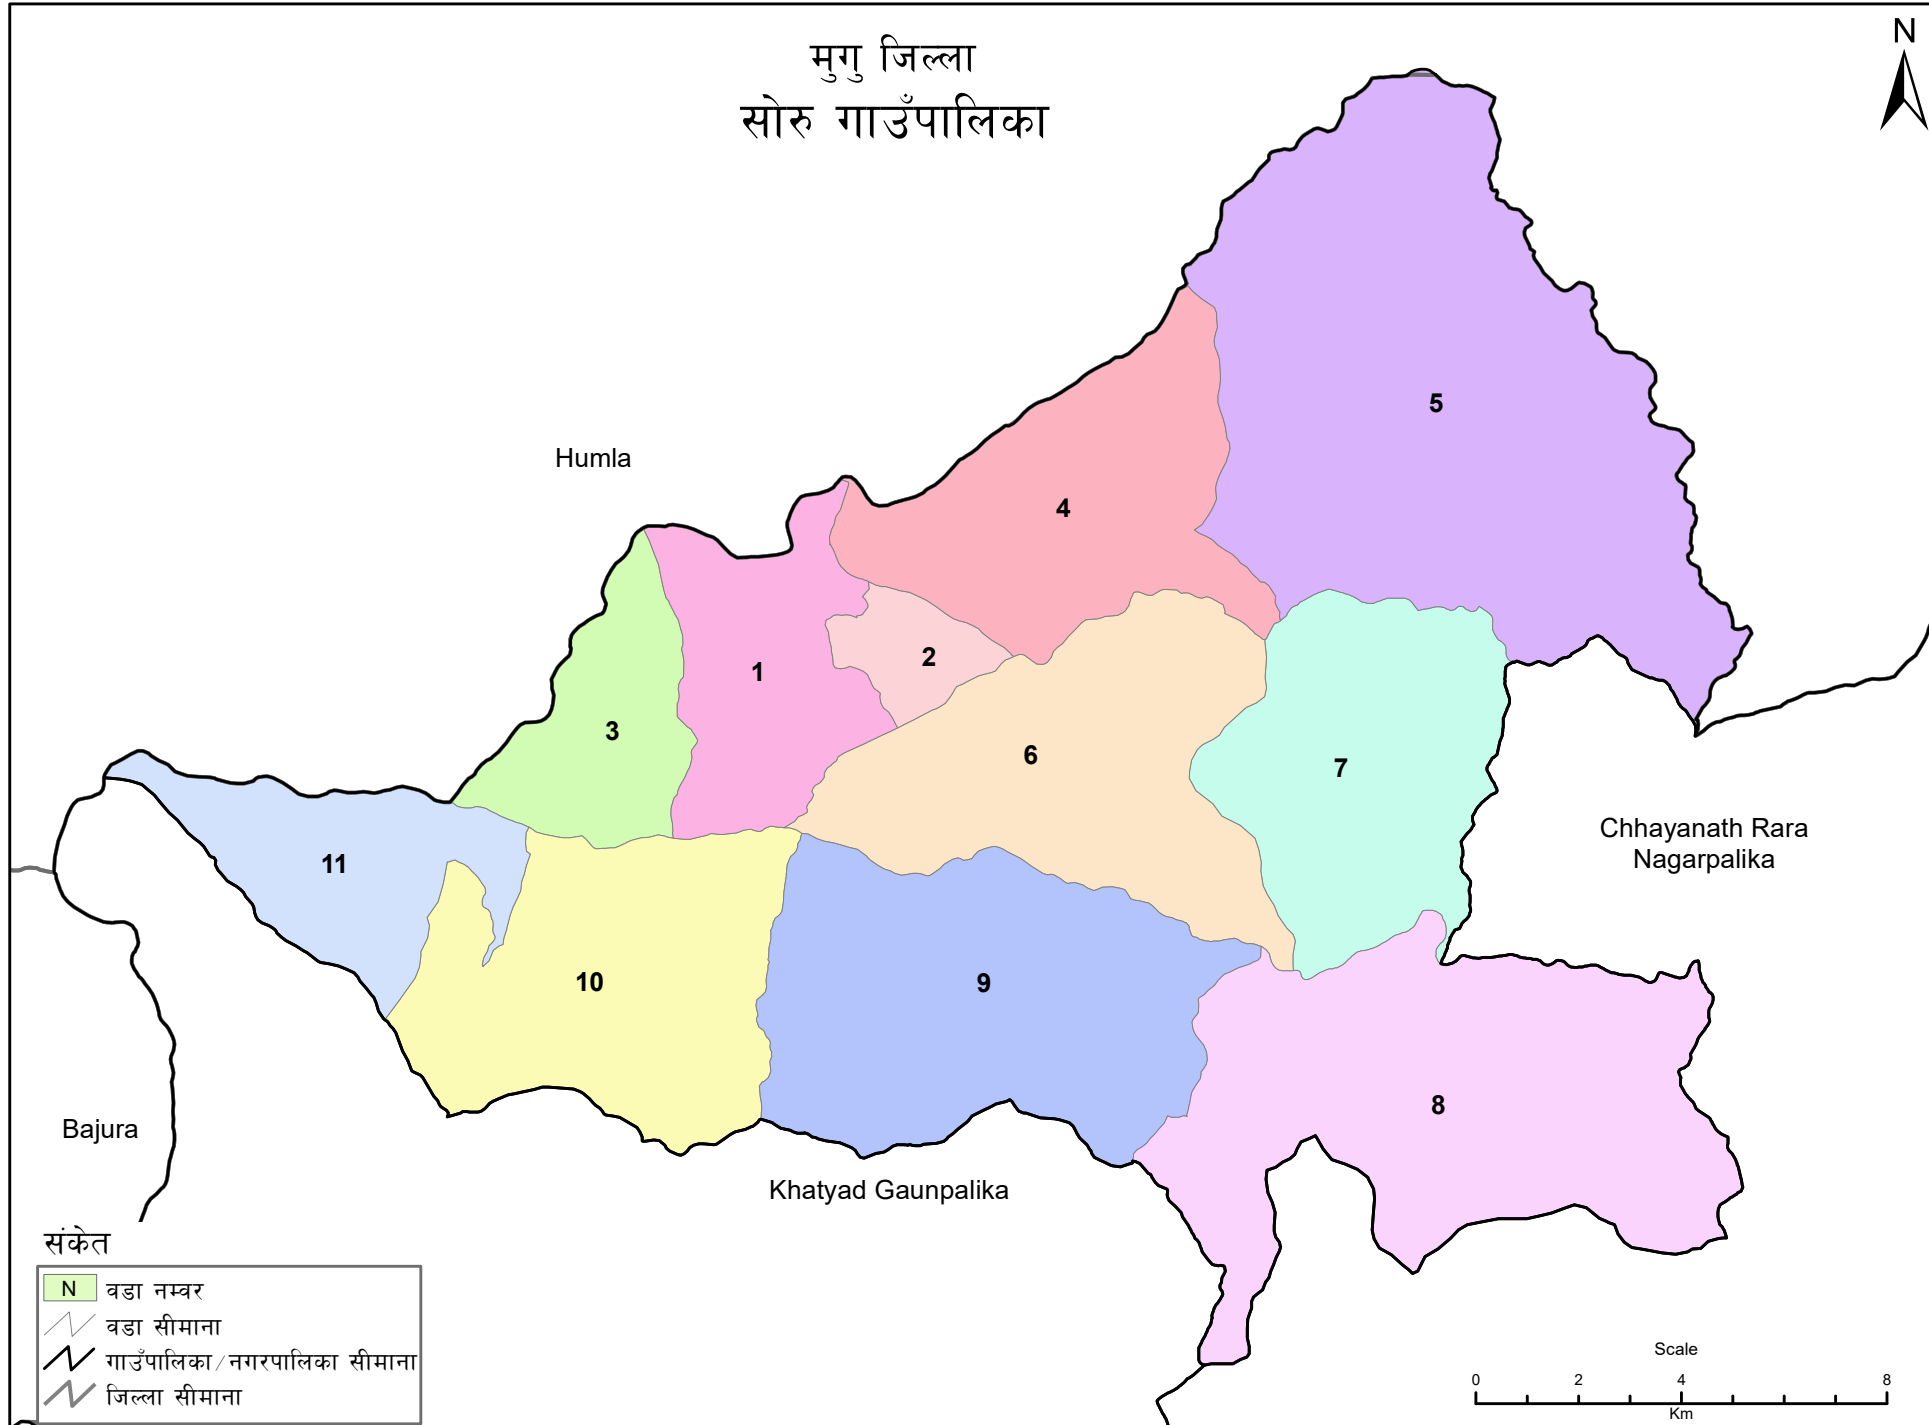 मुगु जिल्ला
सोरु गाउँपालिका
N
5
Humla
4
2
1
3
6
7
Chhayanath Rara
Nagarpalika
11
10
9
8
Bajura
Khatyad Gaunpalika
संकेत
N वडा नम्वर
वडा सीमाना
गाउँपालिका/नगरपालिका सीमाना
जिल्ला सीमाना
Scale
0 2 4 8
Km